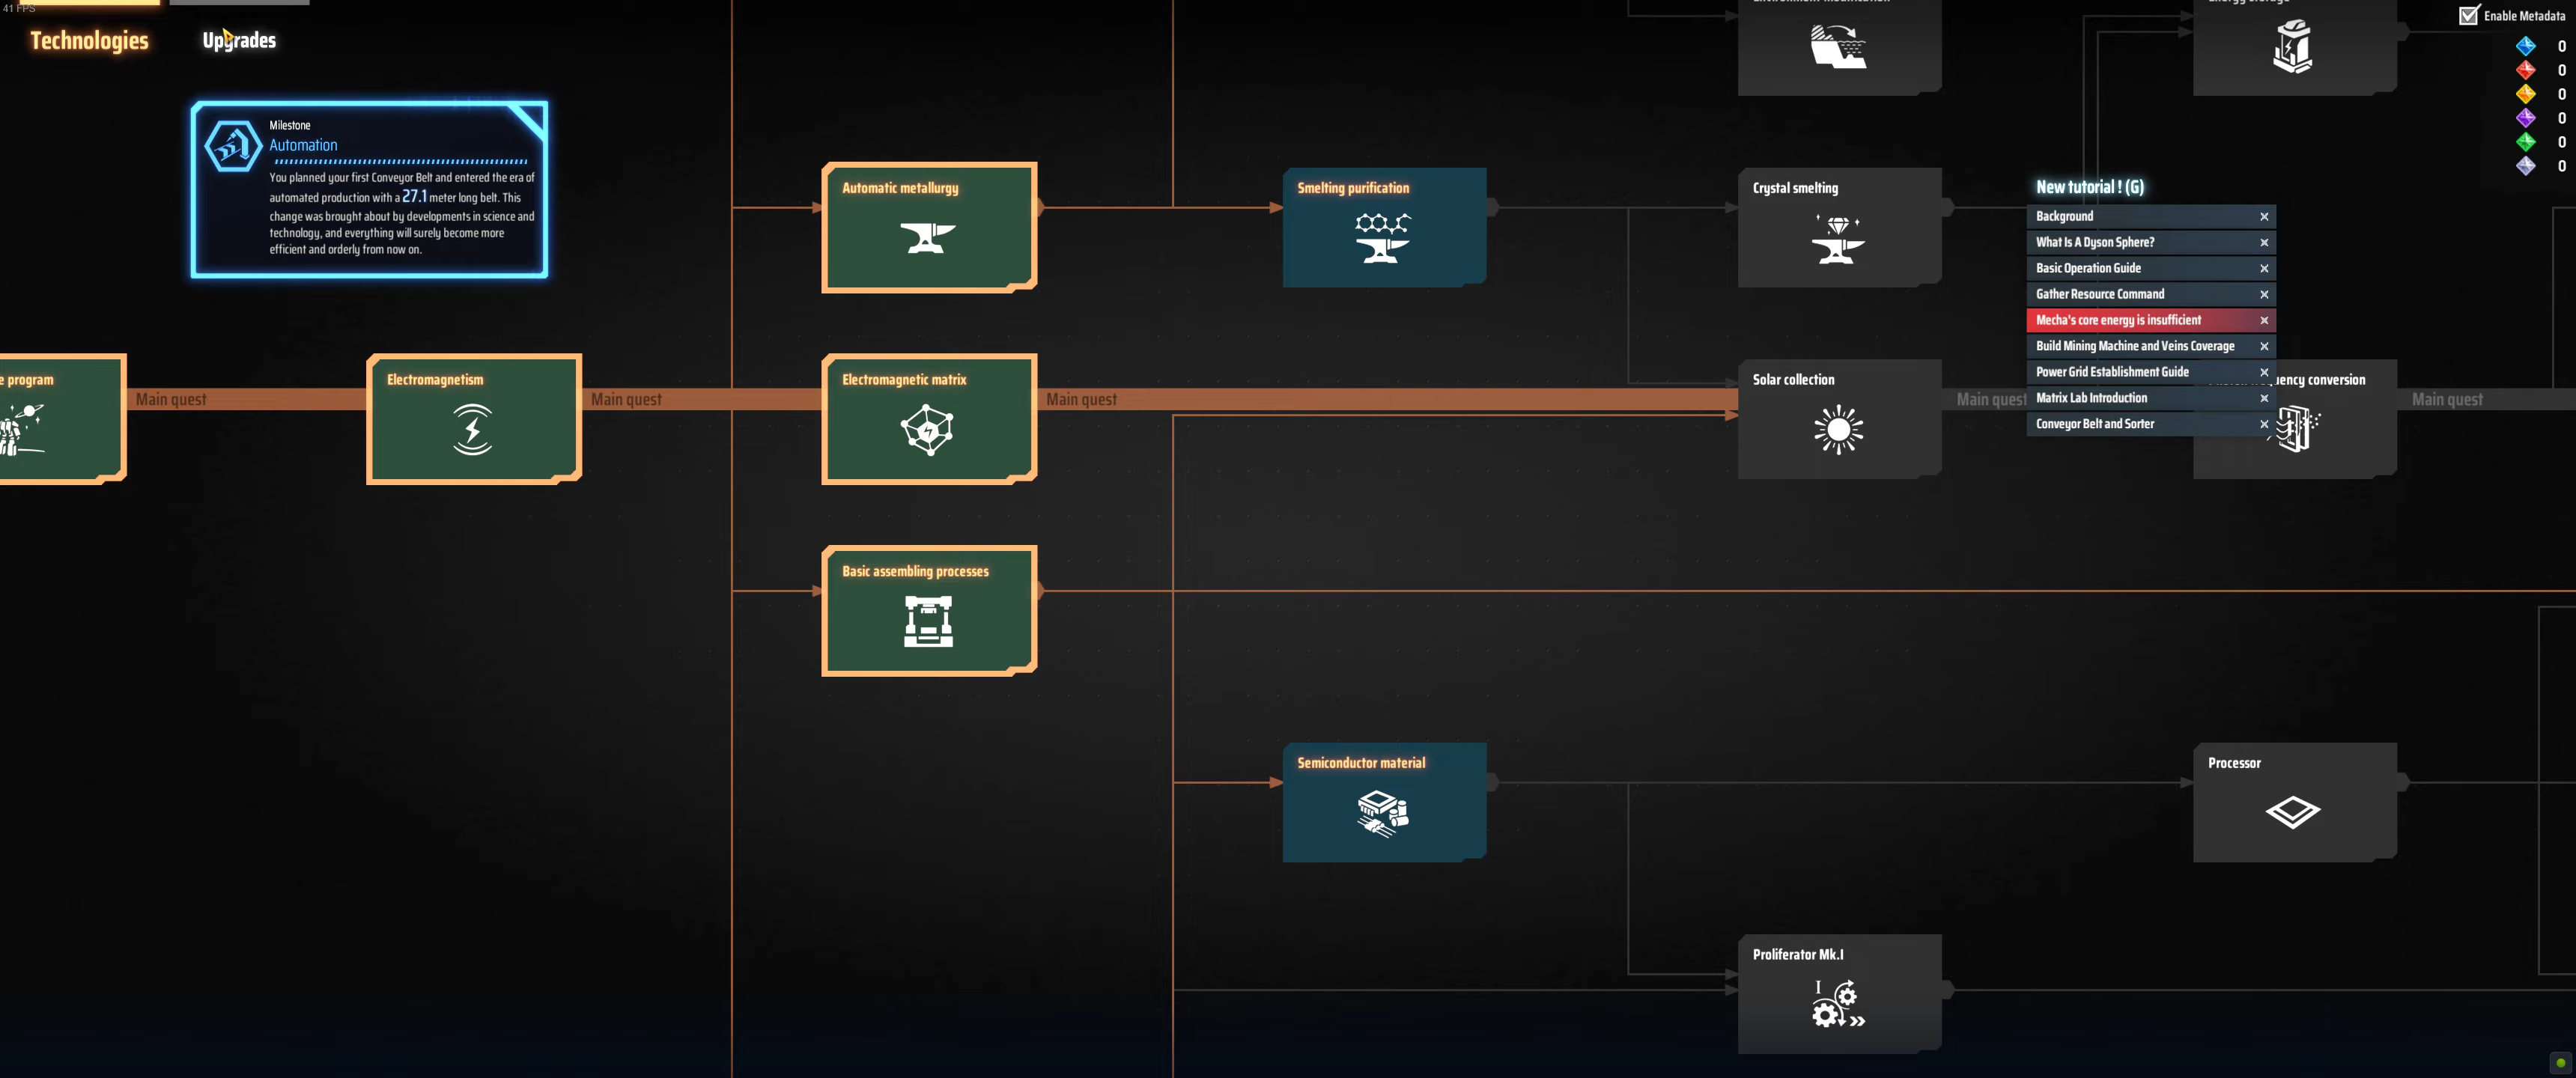 41 FPS
Technologies
Upgrades
Enable Metadata
0
0
0
0
0
0
Milestone
Automation
You planned your first Conveyor Belt and entered the era of
automated production with a 27.1 meter long belt. This
change was brought about by developments in science and
technology, and everything will surely become more
efficient and orderly from now on.
Automatic metallurgy
Smelting purification
Crystal smelting
New tutorial ! (G)
Background
What Is A Dyson Sphere?
Basic Operation Guide
Gather Resource Command
Mecha's core energy is insufficient
Build Mining Machine and Veins Coverage
Power Grid Establishment Guide
Matrix Lab Introduction
Conveyor Belt and Sorter
program
Main quest
Electromagnetism
Main quest
Electromagnetic matrix
Main quest
Solar collection
Main quest
conversion
Main quest
Basic assembling processes
Semiconductor material
Processor
Proliferator Mk.I
I